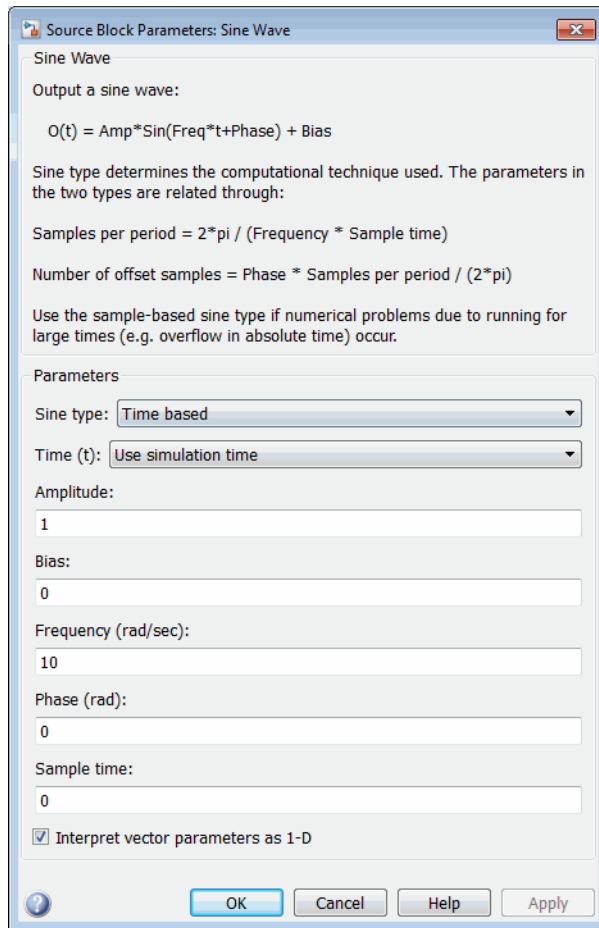 Source Block Parameters: Sine Wave
Sine Wave
Output a sine wave:
O(t) = Amp*Sin(Freq*t+Phase) + Bias
Sine type determines the computational technique used. The parameters in
the two types are related through:
Samples per period = 2*pi / (Frequency * Sample time)
Number of offset samples = Phase * Samples per period / (2*pi)
Use the sample-based sine type if numerical problems due to running for
large times (e.g. overflow in absolute time) occur.
Parameters
Sine type: Time based
Time (t): Use simulation time
Amplitude:
1
Bias:
0
Frequency (rad/sec):
10
Phase (rad):
0
Sample time:
0
Interpret vector parameters as 1-D
? OK Cancel Help Apply